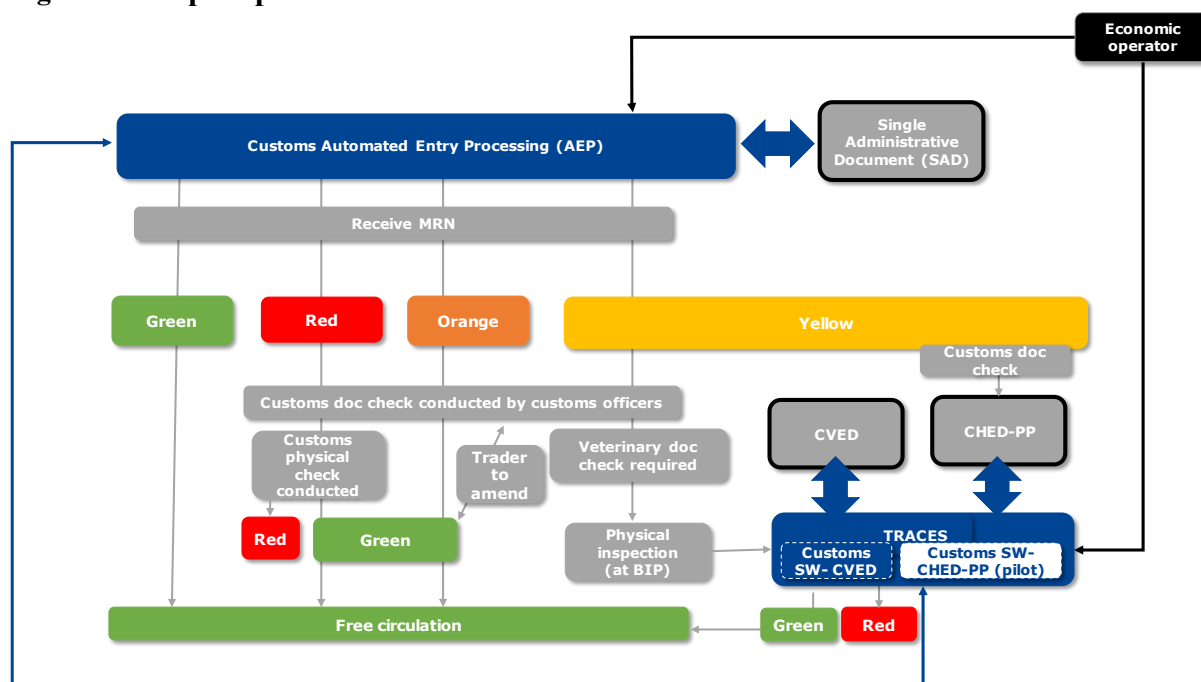 Economic
operator
Customs Automated Entry Processing (AEP)
Single
Administrative
Document (SAD)
Receive MRN
Green
Red
Orange
Yellow
Customs doc
check
Customs doc check conducted by customs officers
CVED
CHED-PP
Customs
physical
check
conducted
Trader
to
amend
Veterinary doc
check required
Red
Green
Physical
inspection
(at BIP)
TRACES
Customs
SW- CVED
Customs SW-
CHED-PP (pilot)
Free circulation
Green
Red